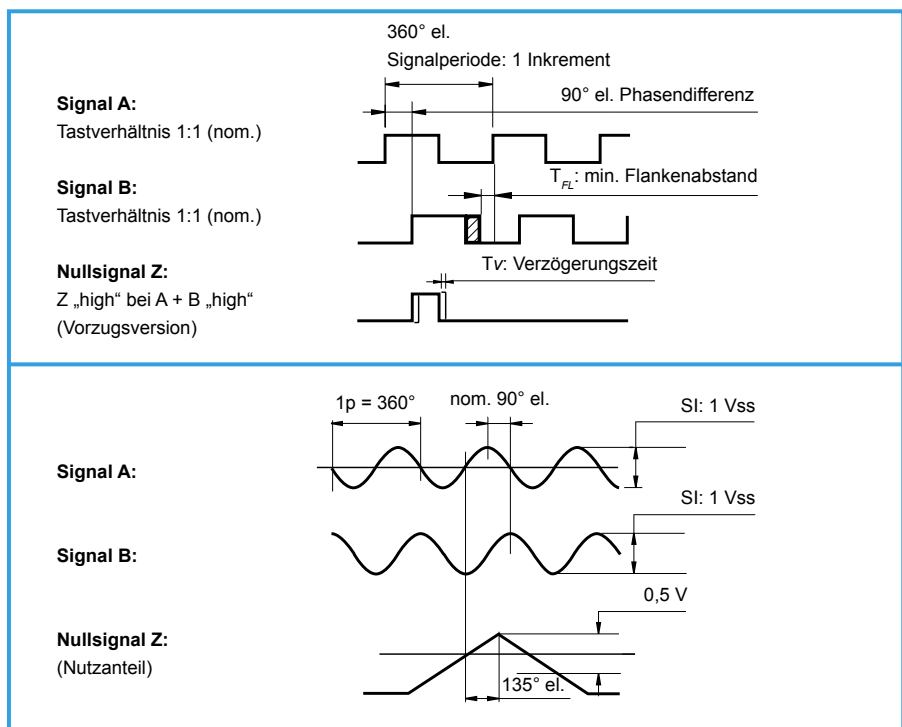 360° el.
Signalperiode: 1 Inkrement
90° el. Phasendifferenz
Signal A:
Tastverhältnis 1:1 (nom.)
TFL: min. Flankenabstand
Signal B:
Tastverhältnis 1:1 (nom.)
Tv: Verzögerungszeit
Nullsignal Z:
Z „high“ bei A + B „high“
(Vorzugsversion)
1p = 360°
nom. 90° el.
SI: 1 Vss
Signal A:
SI: 1 Vss
Signal B:
0,5 V
Nullsignal Z:
(Nutzanteil)
135° el.